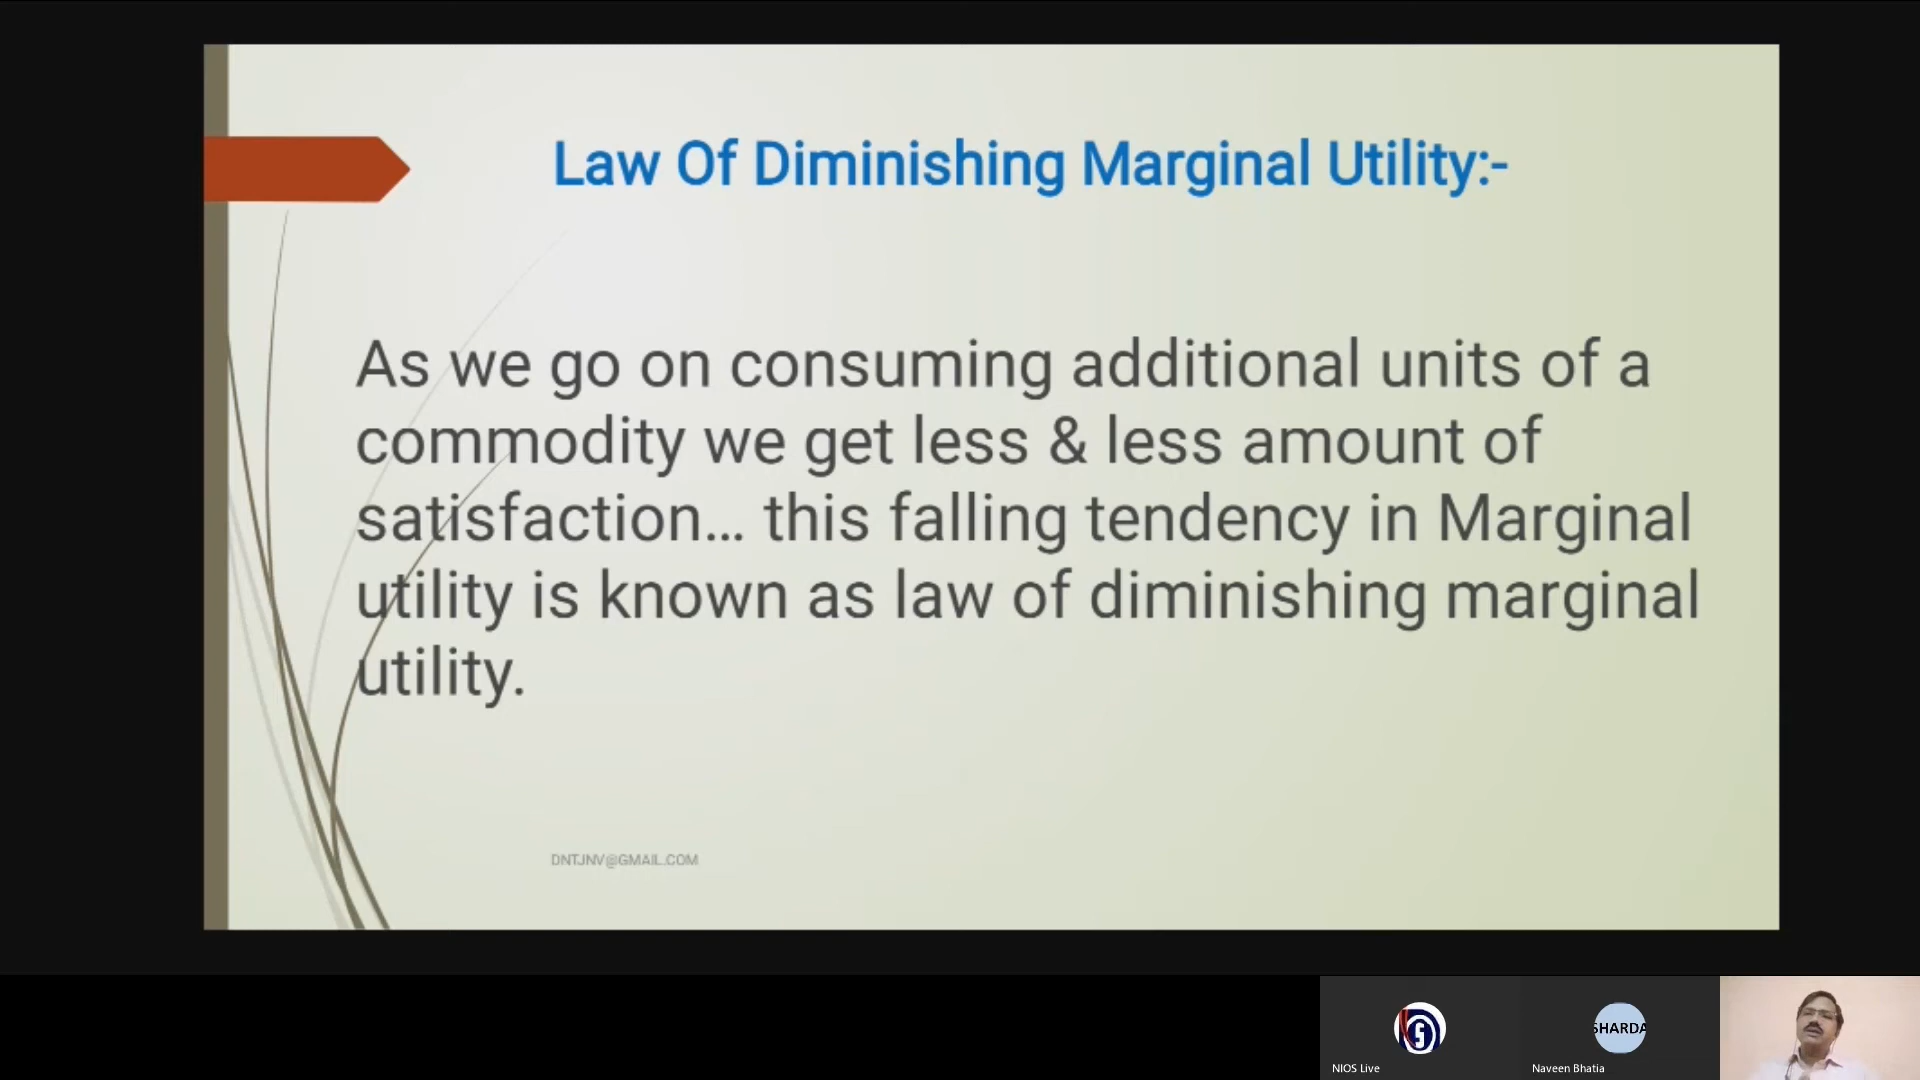 Law Of Diminishing Marginal Utility:-
As we go on consuming additional units of a
commodity we get less & less amount of
satisfaction... this falling tendency in Marginal
utility is known as law of diminishing marginal
utility.
DNTJNV@GMAIL.COM
SHARDA
NIOS Live
Naveen Bhatia